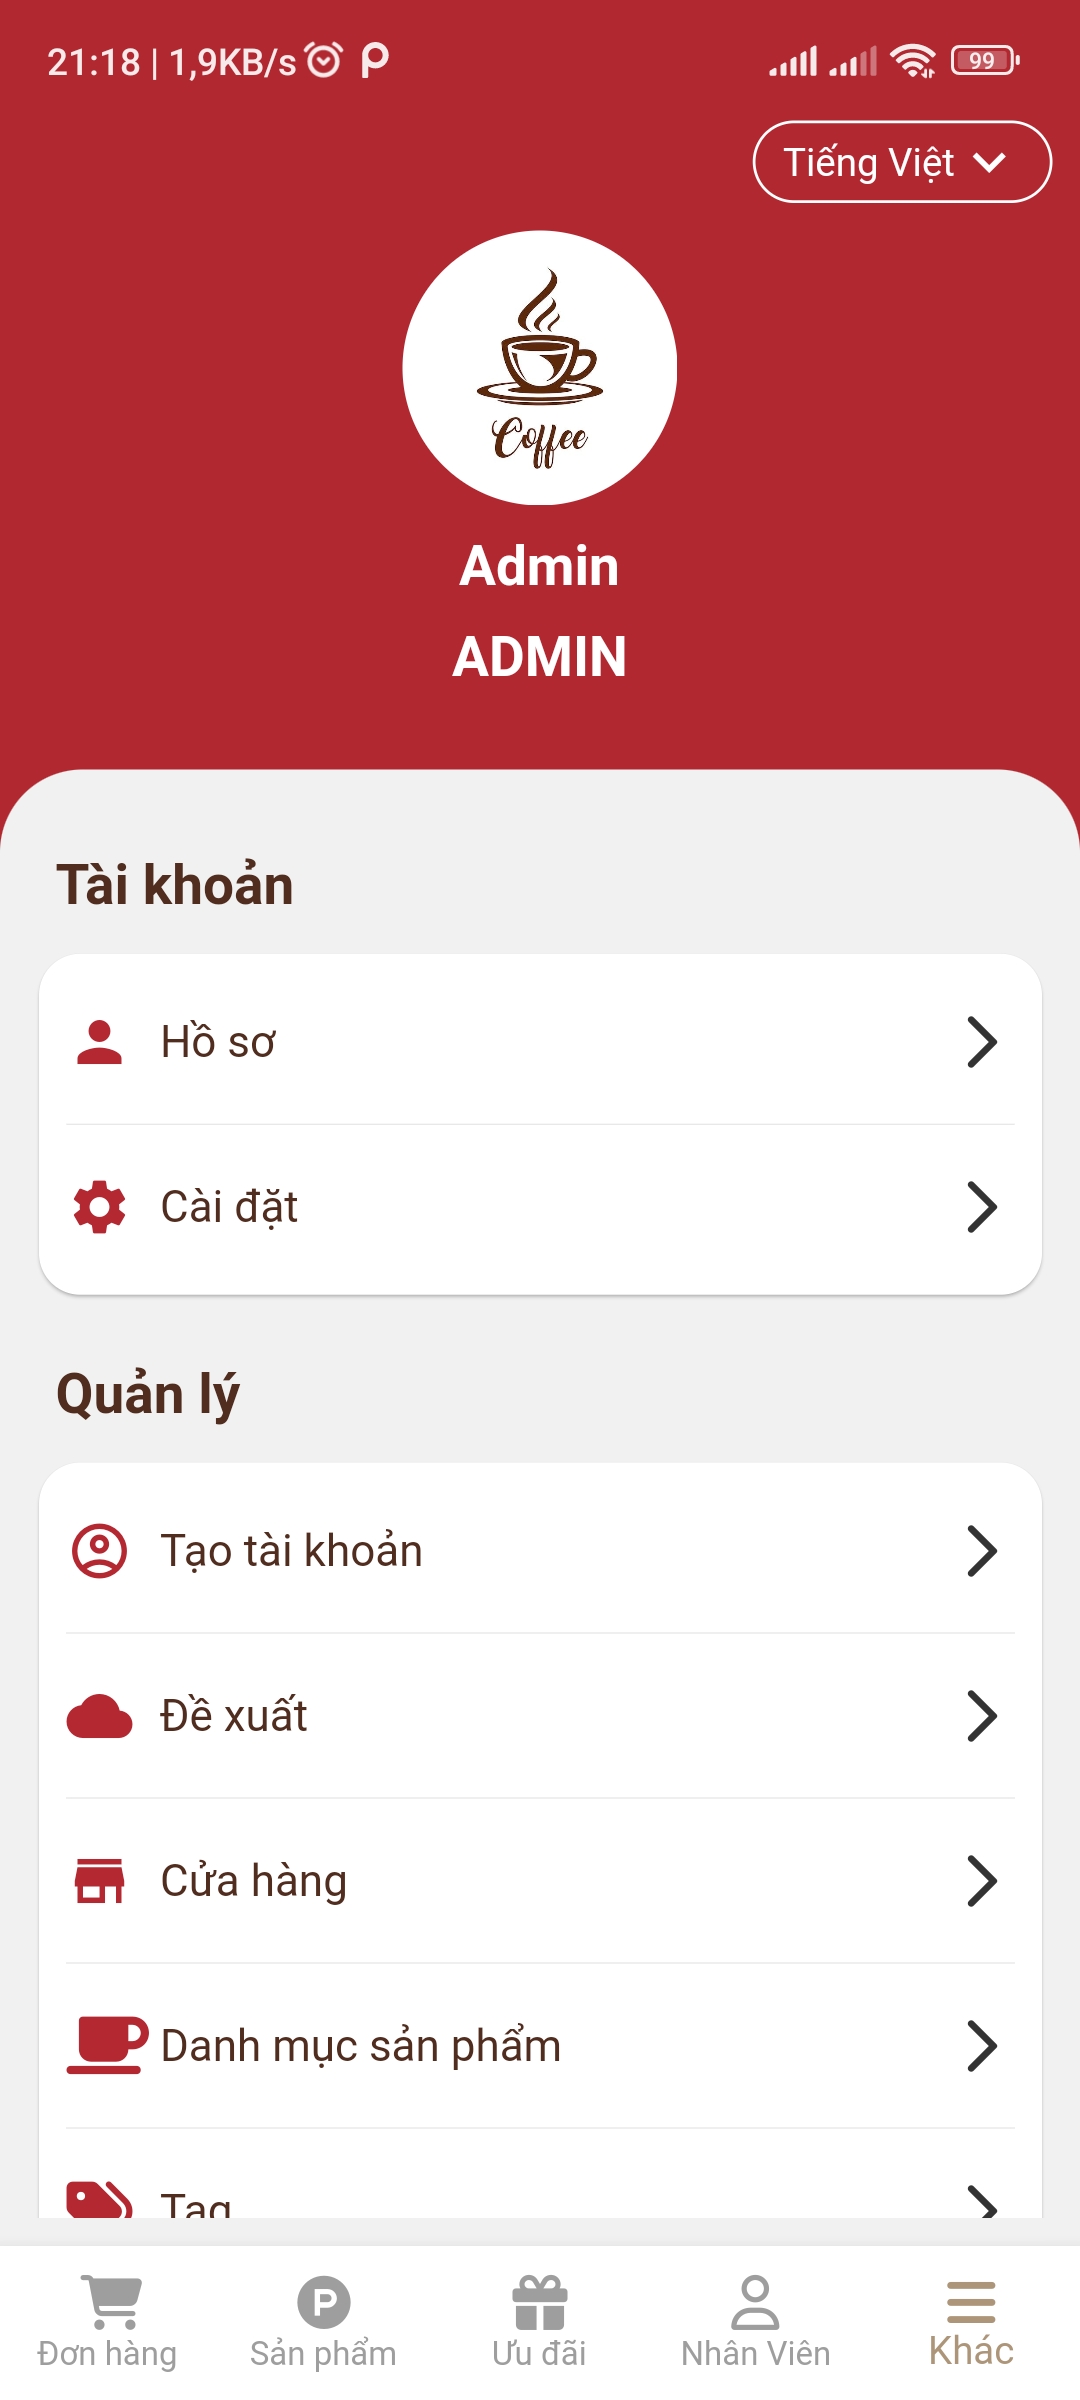 21:18 | 1,9KB/s
99
Tiếng Việt
Coffee
Admin
ADMIN
Tài khoản
Hồ sơ
Cài đặt
Quản lý
Tạo tài khoản
Đề xuất
Cửa hàng
Danh mục sản phẩm
Tag
Đơn hàng
Sản phẩm
Ưu đãi
Nhân Viên
Khác